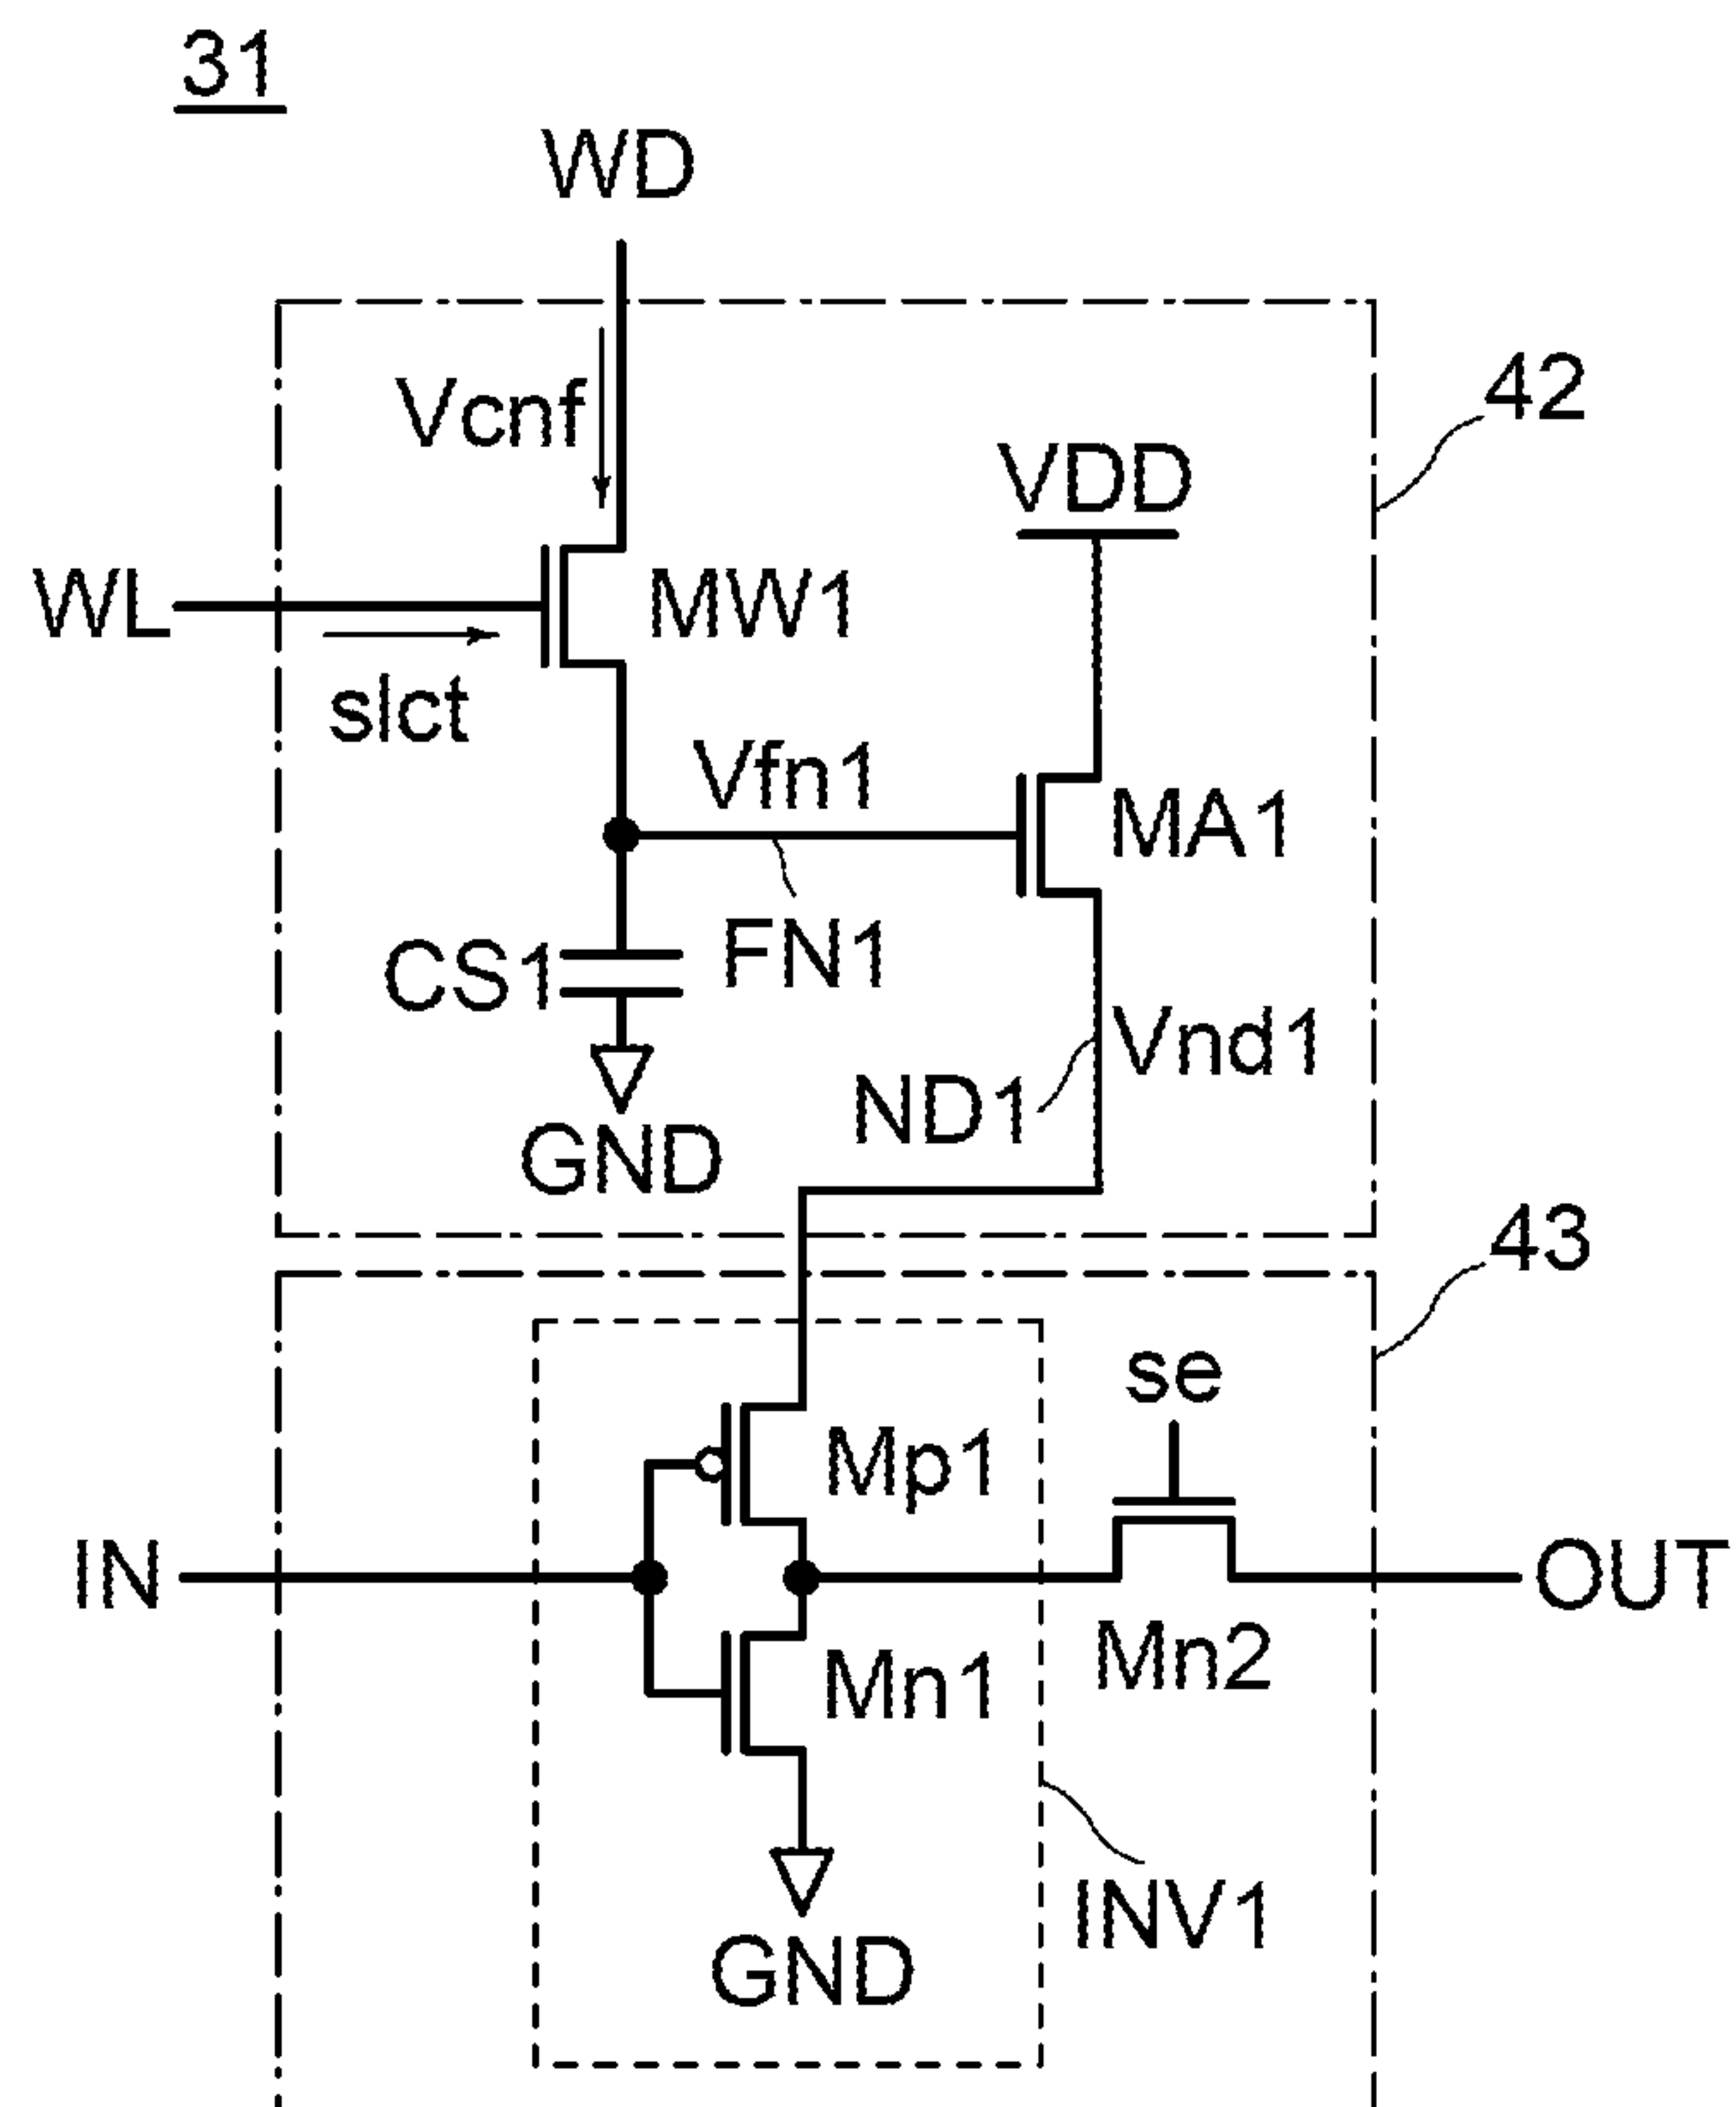 31
WD
Vcnf
42
VDD
WL
MW1
slct
Vfn1
MA1
CS1
FN1
Vnd1
ND1
GND
43
se
Mp1
IN
OUT
Mn1
Mn2
INV1
GND